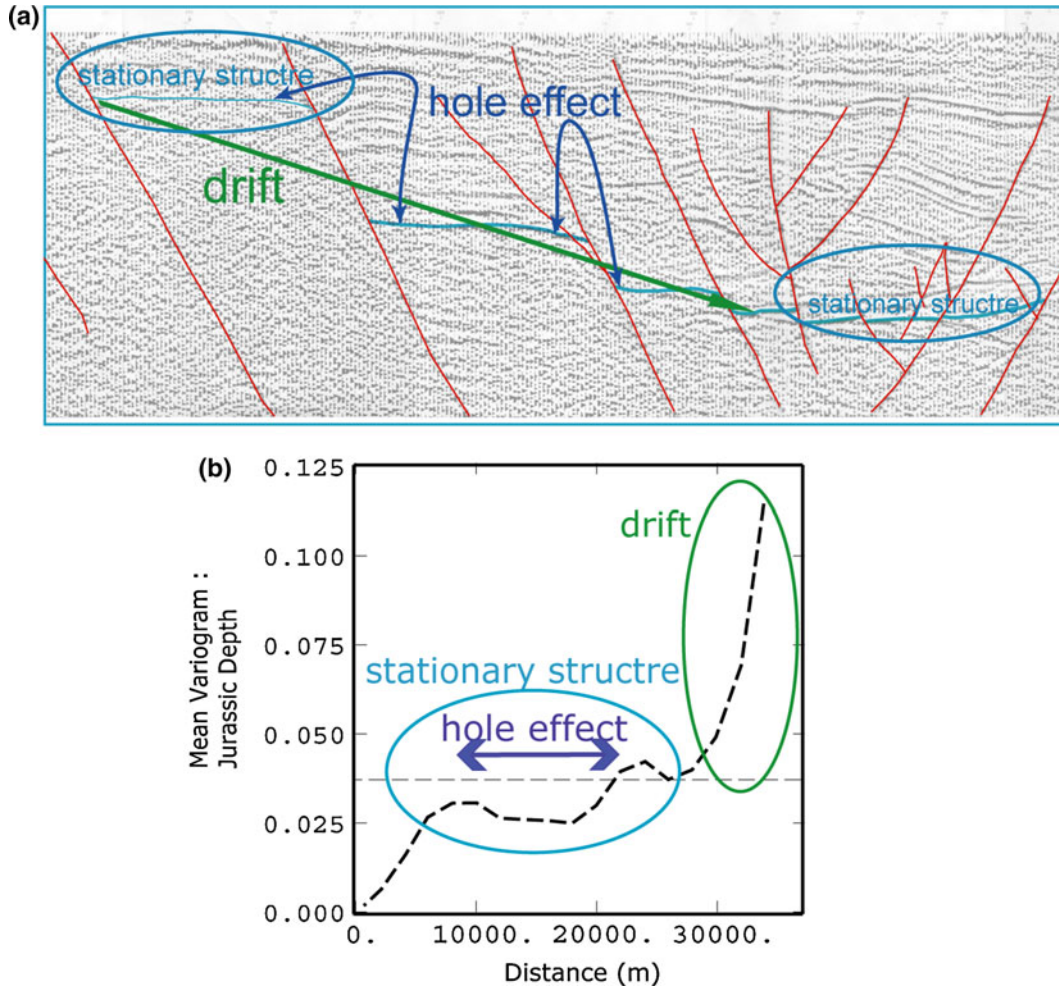 (a)
stationary structre
hole effect
drift
stationary structre
(b)
0.125
0.100
0.075
0.050
0.025
0.000
Mean Variogram :
Jurassic Depth
drift
stationary structre
hole effect
0.
10000.
20000.
30000.
Distance (m)